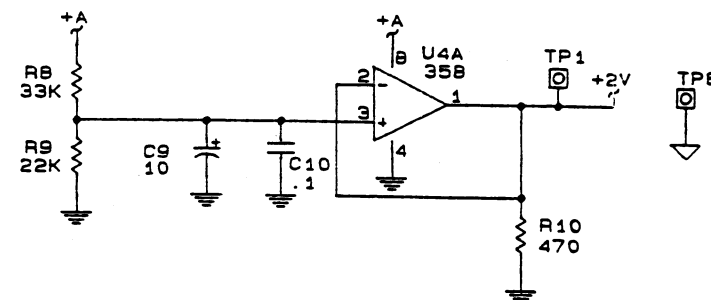 +A
R8
33K
R9
22K
C9
+
10
C10
.1
+A
8
U4A
358
2
-
3
+
1
4
TP1
+2V
R10
470